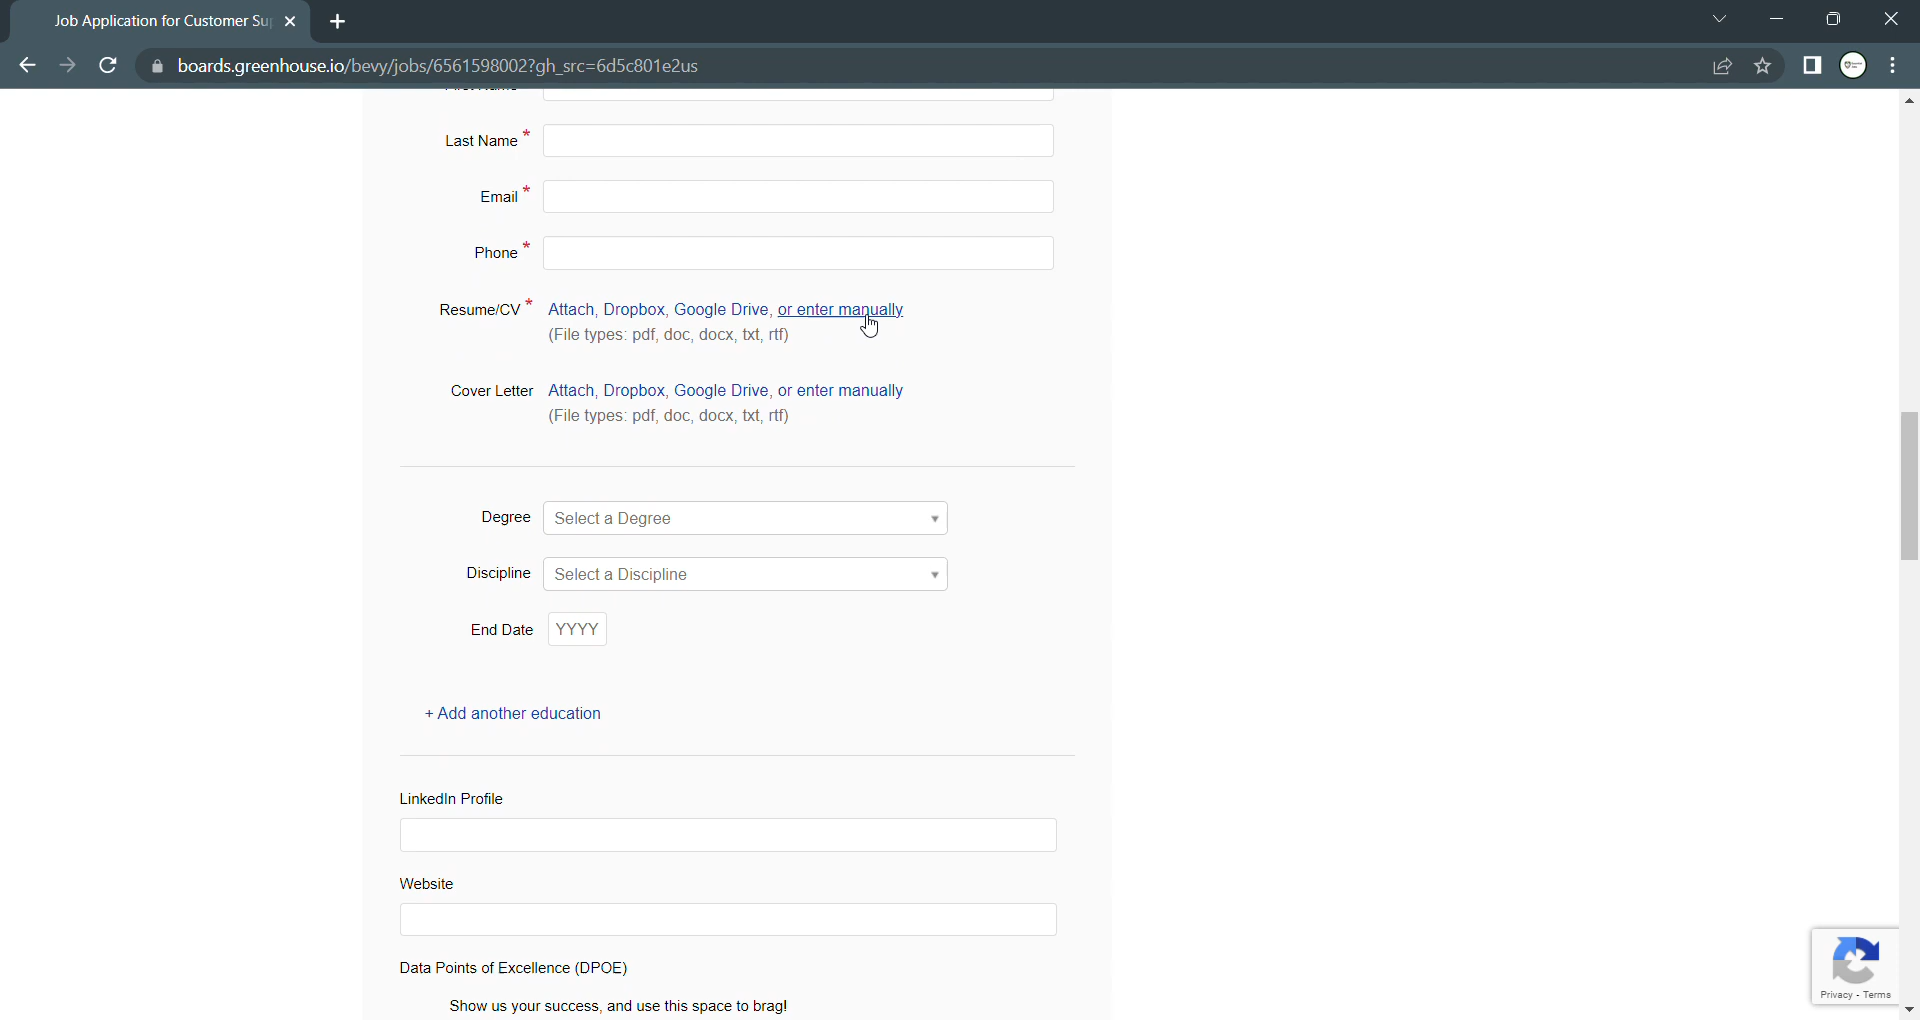 Job Application for Customer Su
boards.greenhouse.io/bevy/jobs/6561598002?gh_src=6d5c801e2us
Last Name *
Email *
Phone *
Resume/CV * Attach, Dropbox, Google Drive, or enter manually
(File types: pdf, doc, docx, txt, rtf)
Cover Letter Attach, Dropbox, Google Drive, or enter manually
(File types: pdf, doc, docx, txt, rtf)
Degree Select a Degree
Discipline Select a Discipline
End Date YYYY
+ Add another education
LinkedIn Profile
Website
Data Points of Excellence (DPOE)
Show us your success, and use this space to brag!
Privacy - Terms